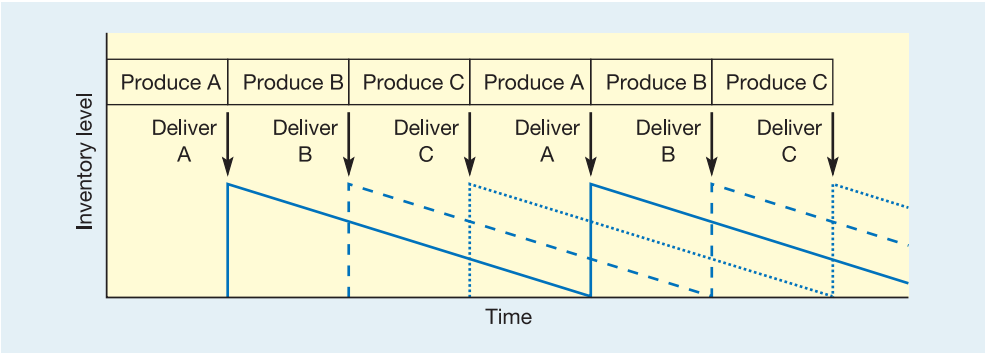 Produce A
Produce B
Produce C
Produce A
Produce B
Produce C
Deliver
A
Deliver
B
Deliver
C
Deliver
A
Deliver
B
Deliver
C
Inventory level
Time